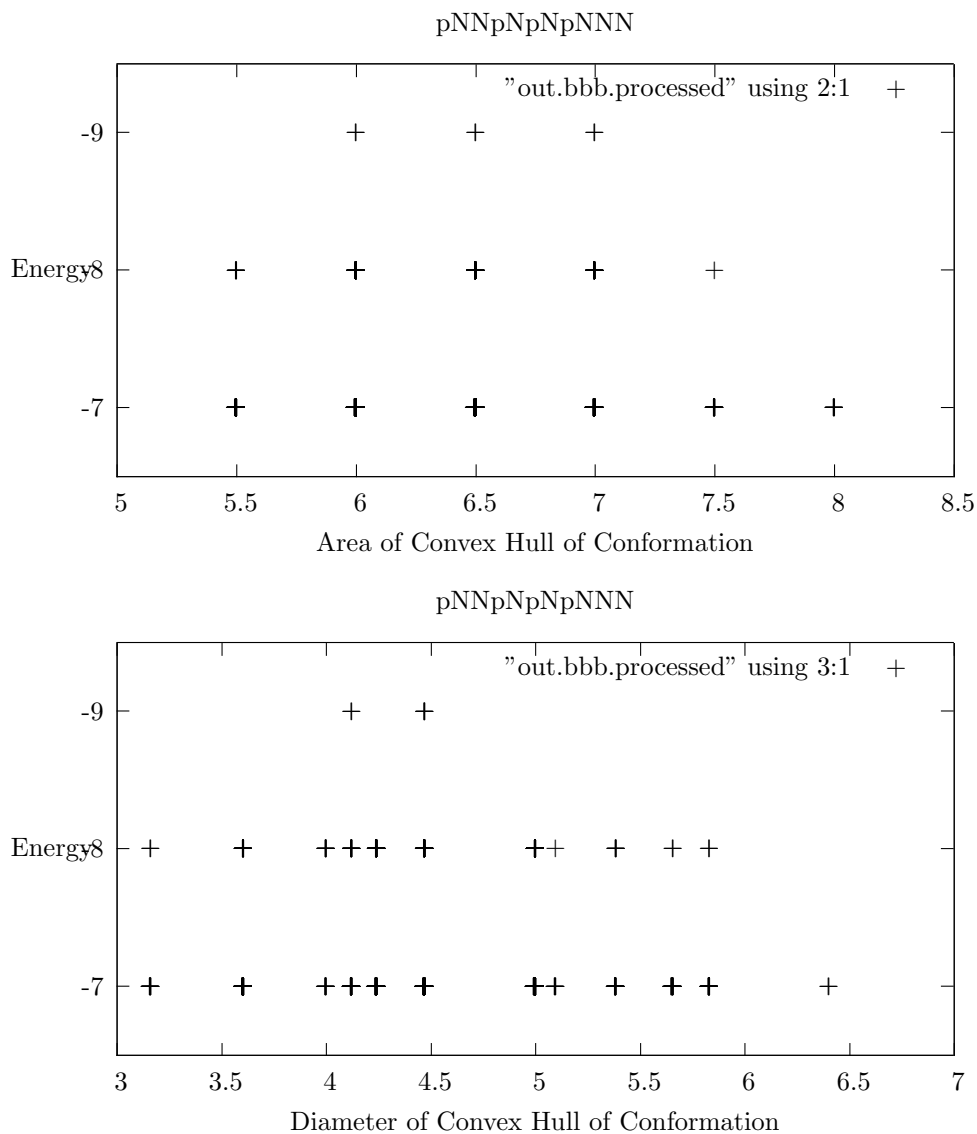 pNNpNpNpNNN
"out.bbb.processed" using 2:1
-9
Energy-8
-7
5 5.5 6 6.5 7 7.5 8 8.5
Area of Convex Hull of Conformation
pNNpNpNpNNN
"out.bbb.processed" using 3:1
-9
Energy-8
-7
3 3.5 4 4.5 5 5.5 6 6.5 7
Diameter of Convex Hull of Conformation